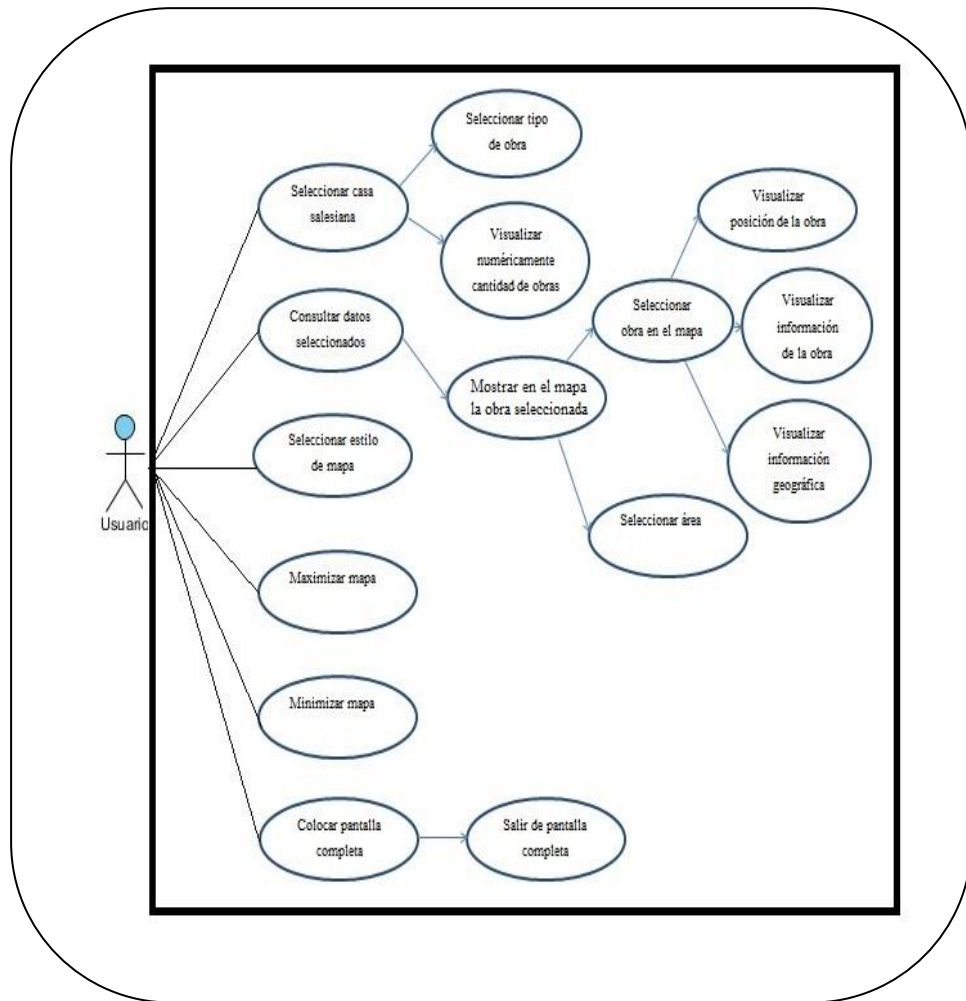 Seleccionar tipo
de obra
Seleccionar casa
salesiana
Visualizar
posición de la obra
Visualizar
numéricamente
cantidad de obras
Consultar datos
seleccionados
Seleccionar
obra en el mapa
Visualizar
información
de la obra
Mostrar en el mapa
la obra seleccionada
Seleccionar estilo
de mapa
Visualizar
información
geográfica
Usuario
Seleccionar área
Maximizar mapa
Minimizar mapa
Colocar pantalla
completa
Salir de pantalla
completa